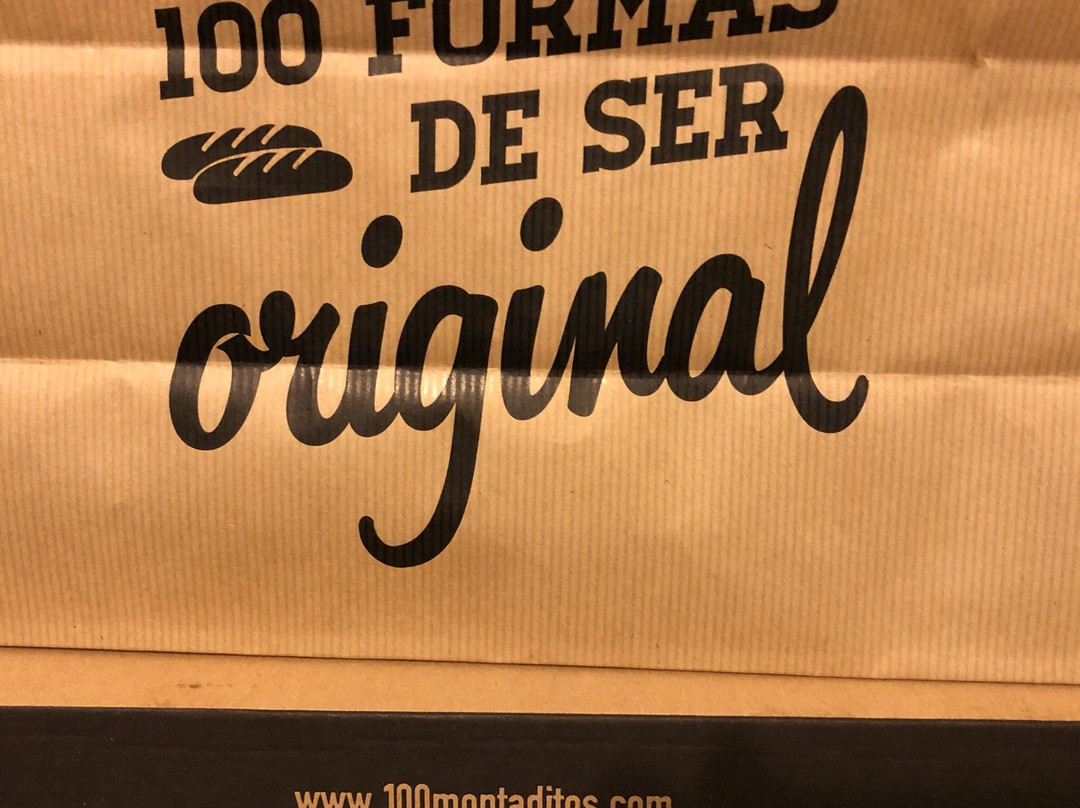 100 FORMAS
DE SER
original
www.100montaditos.com